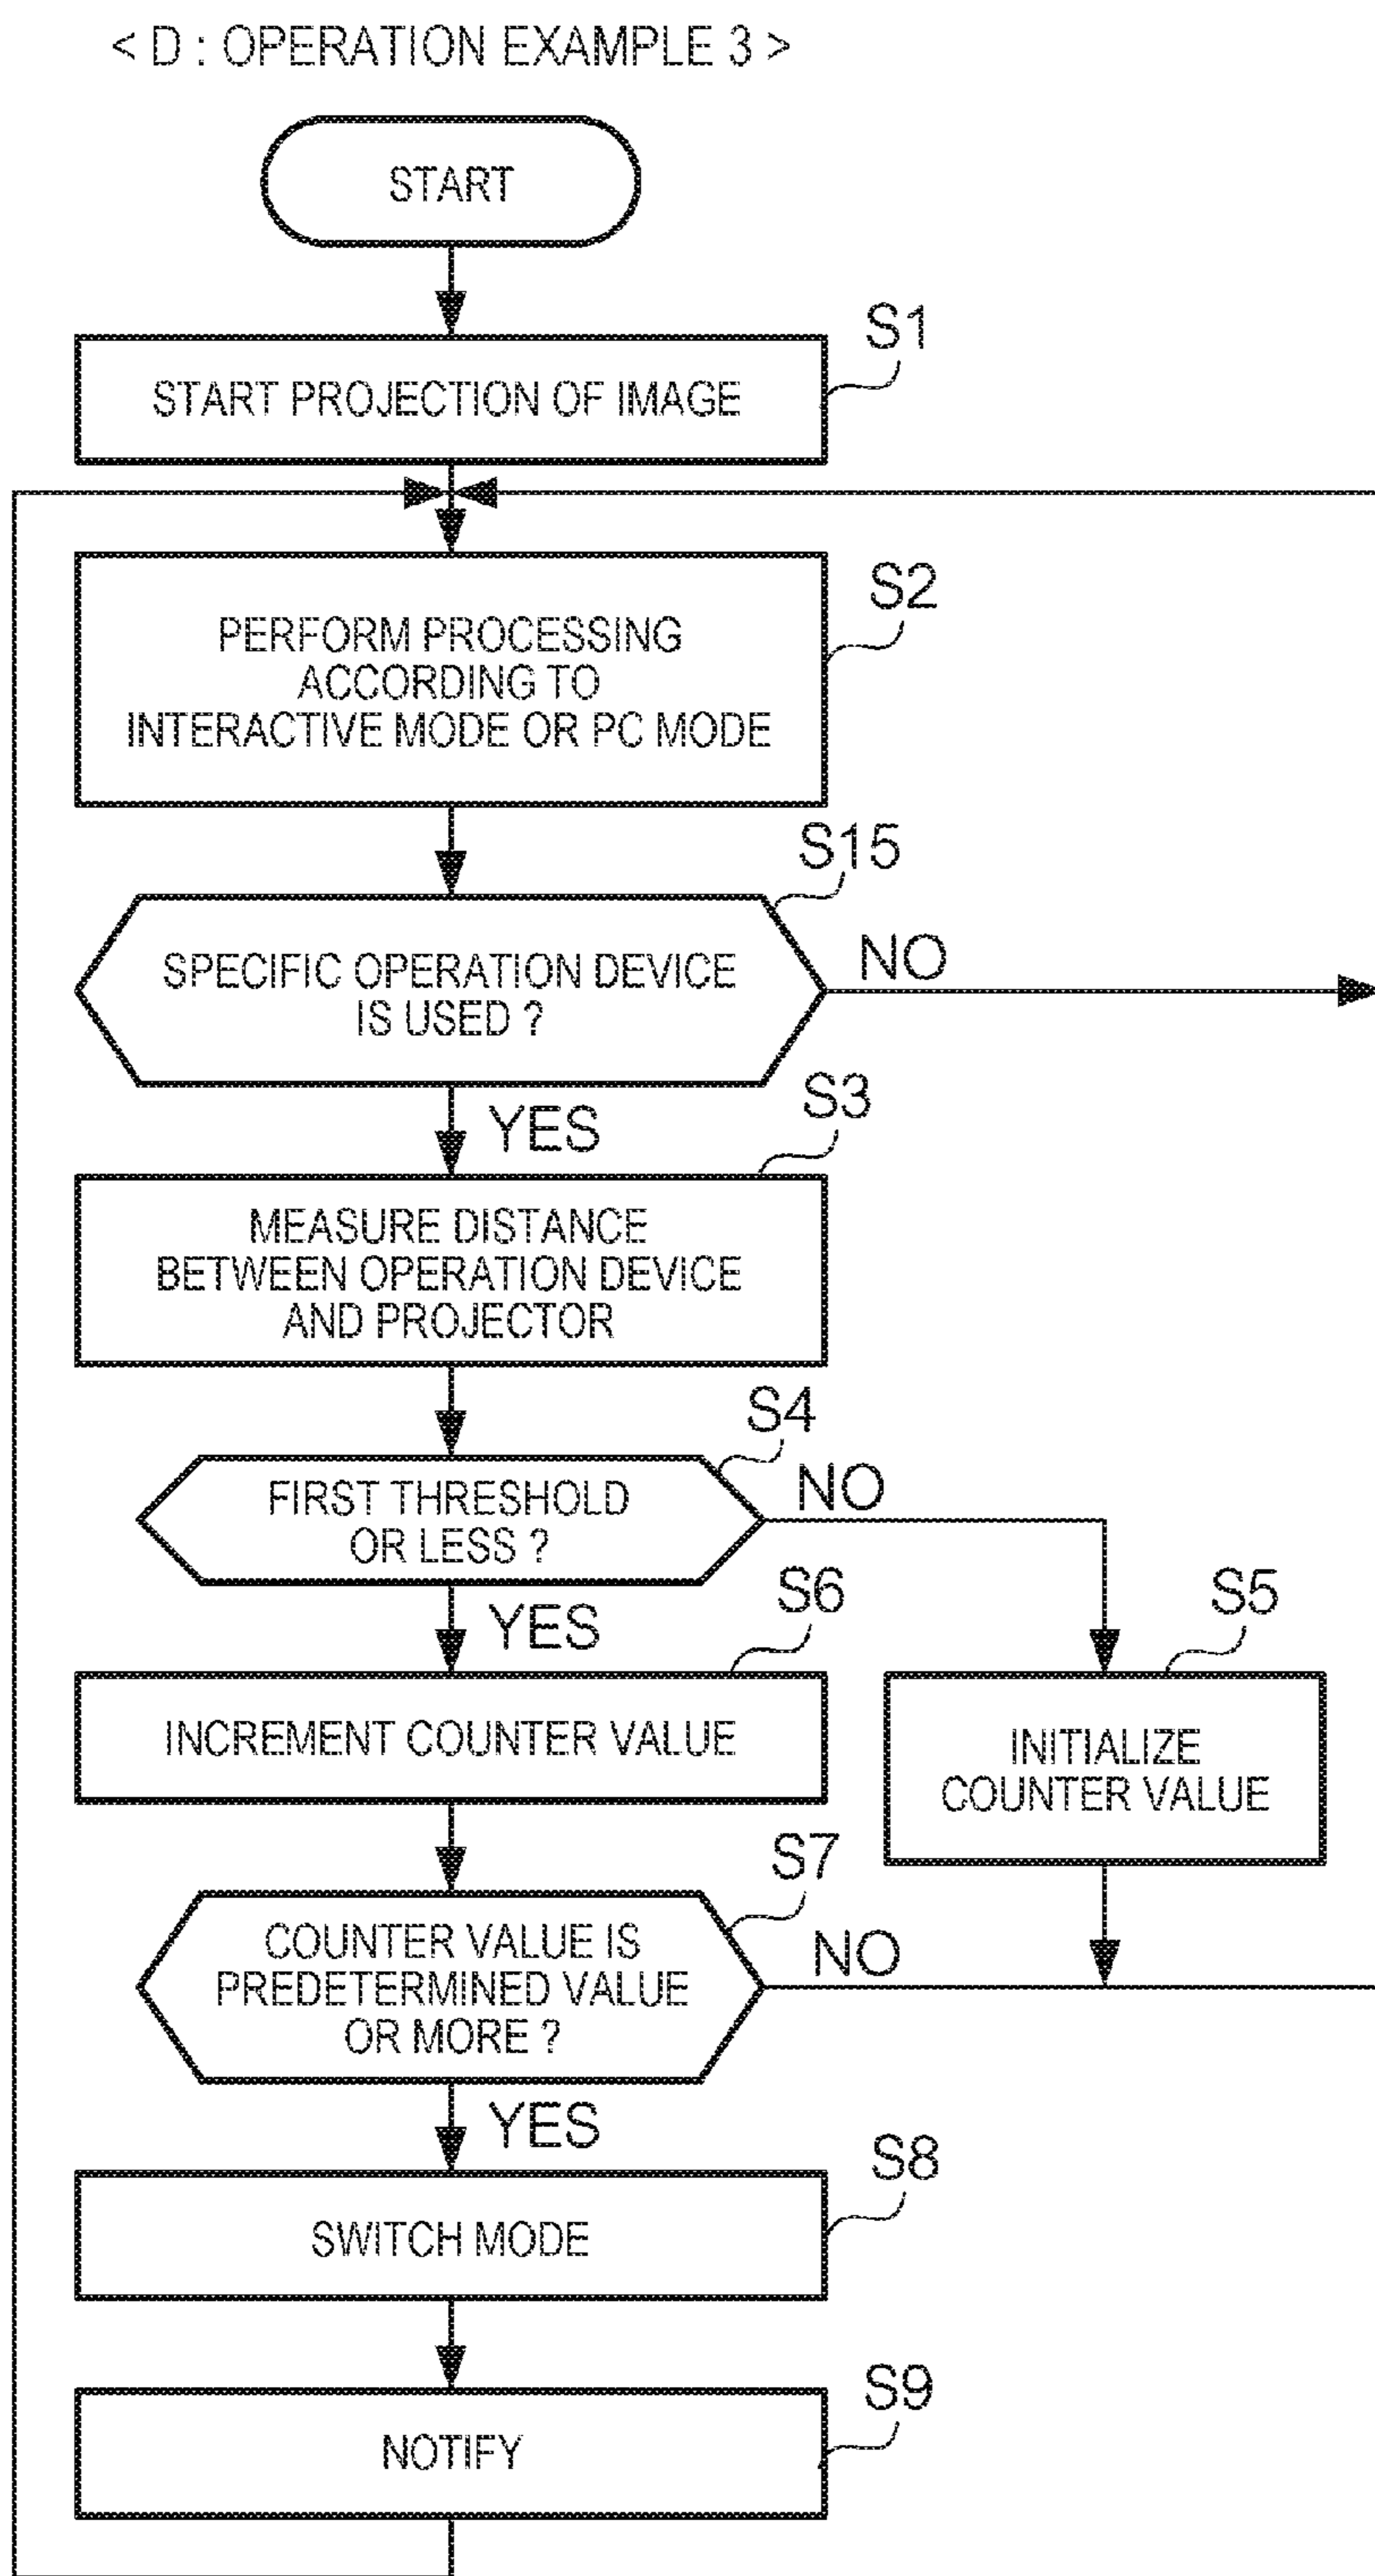 < D : OPERATION EXAMPLE 3 >
START
S1
START PROJECTION OF IMAGE
S2
PERFORM PROCESSING
ACCORDING TO
INTERACTIVE MODE OR PC MODE
S15
SPECIFIC OPERATION DEVICE
IS USED ?
NO
YES
S3
MEASURE DISTANCE
BETWEEN OPERATION DEVICE
AND PROJECTOR
S4
FIRST THRESHOLD
OR LESS ?
NO
YES
S6
INCREMENT COUNTER VALUE
S5
INITIALIZE
COUNTER VALUE
S7
COUNTER VALUE IS
PREDETERMINED VALUE
OR MORE ?
NO
YES
S8
SWITCH MODE
S9
NOTIFY